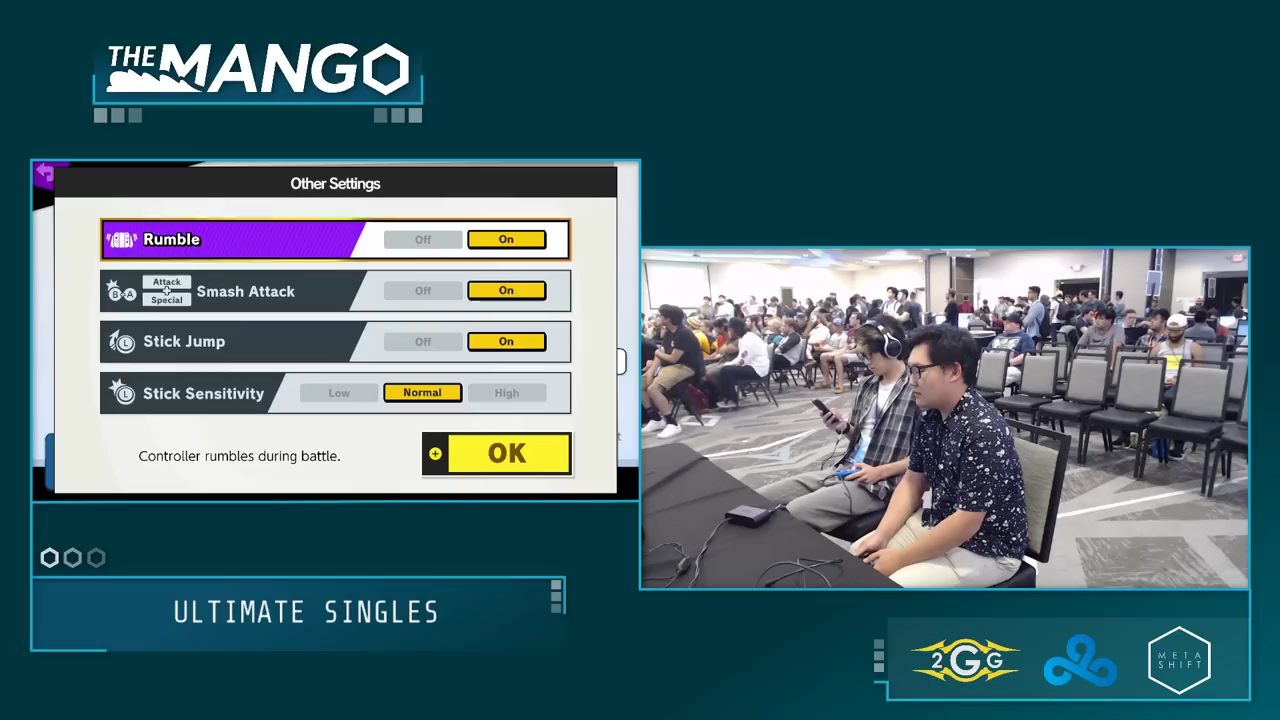 THE MANGO
Other Settings
Rumble
Off
On
B+A
Attack
+
Special
Smash Attack
Off
On
L
Stick Jump
Off
On
L
Stick Sensitivity
Low
Normal
High
Controller rumbles during battle.
+
OK
ULTIMATE SINGLES
2GG
META
SHIFT